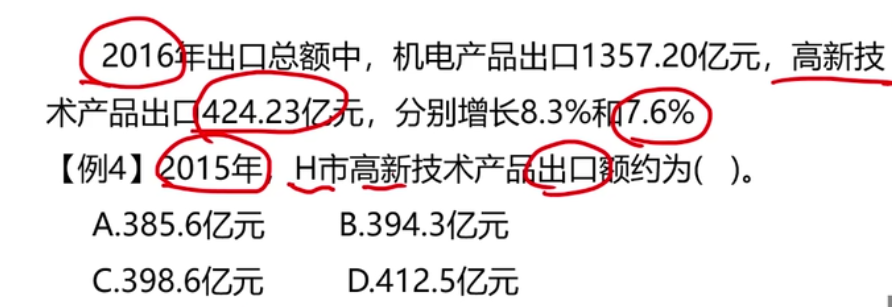 2016年出口总额中，机电产品出口1357.20亿元，高新技
术产品出口424.23亿元，分别增长8.3%和7.6%
【例4】2015年，H市高新技术产品出口额约为( )。
A.385.6亿元 B.394.3亿元
C.398.6亿元 D.412.5亿元